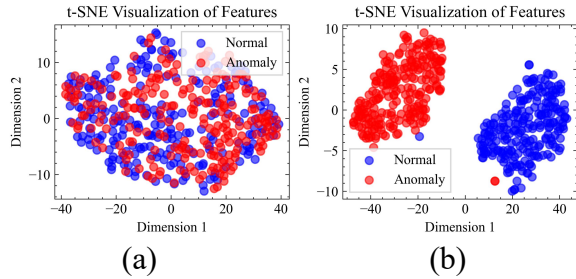 t-SNE Visualization of Features
Normal
Anomaly
Dimension 2
10
0
−10
−40
−20
0
20
40
Dimension 1
(a)
t-SNE Visualization of Features
Normal
Anomaly
Dimension 2
10
5
0
−5
−10
−40
−20
0
20
40
Dimension 1
(b)